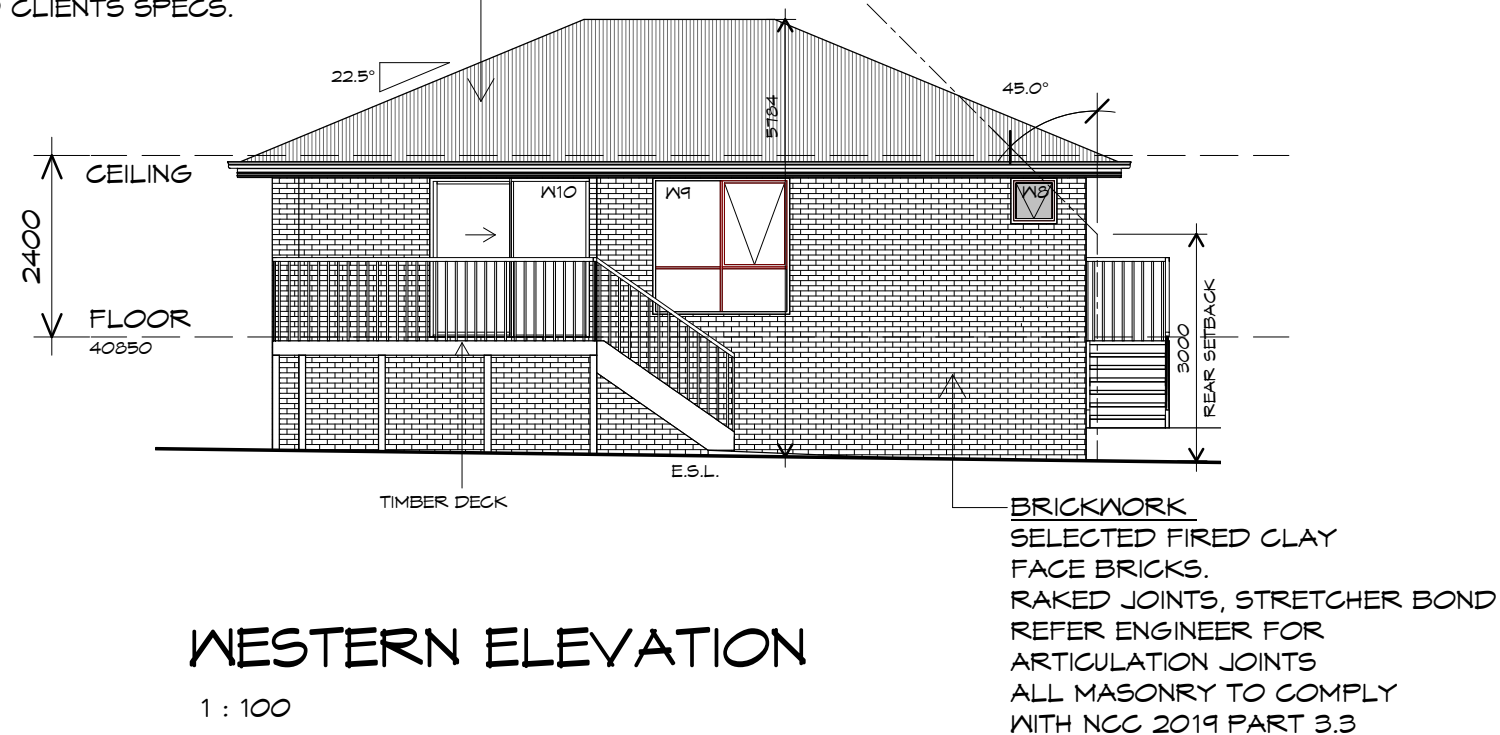 CLIENTS SPECS.
22.5°
45.0°
5784
CEILING
2400
W10
W9
W8
FLOOR
40850
3000
REAR SETBACK
E.S.L.
TIMBER DECK
BRICKWORK
SELECTED FIRED CLAY
FACE BRICKS.
RAKED JOINTS, STRETCHER BOND
REFER ENGINEER FOR
ARTICULATION JOINTS
ALL MASONRY TO COMPLY
WITH NCC 2019 PART 3.3
WESTERN ELEVATION
1 : 100